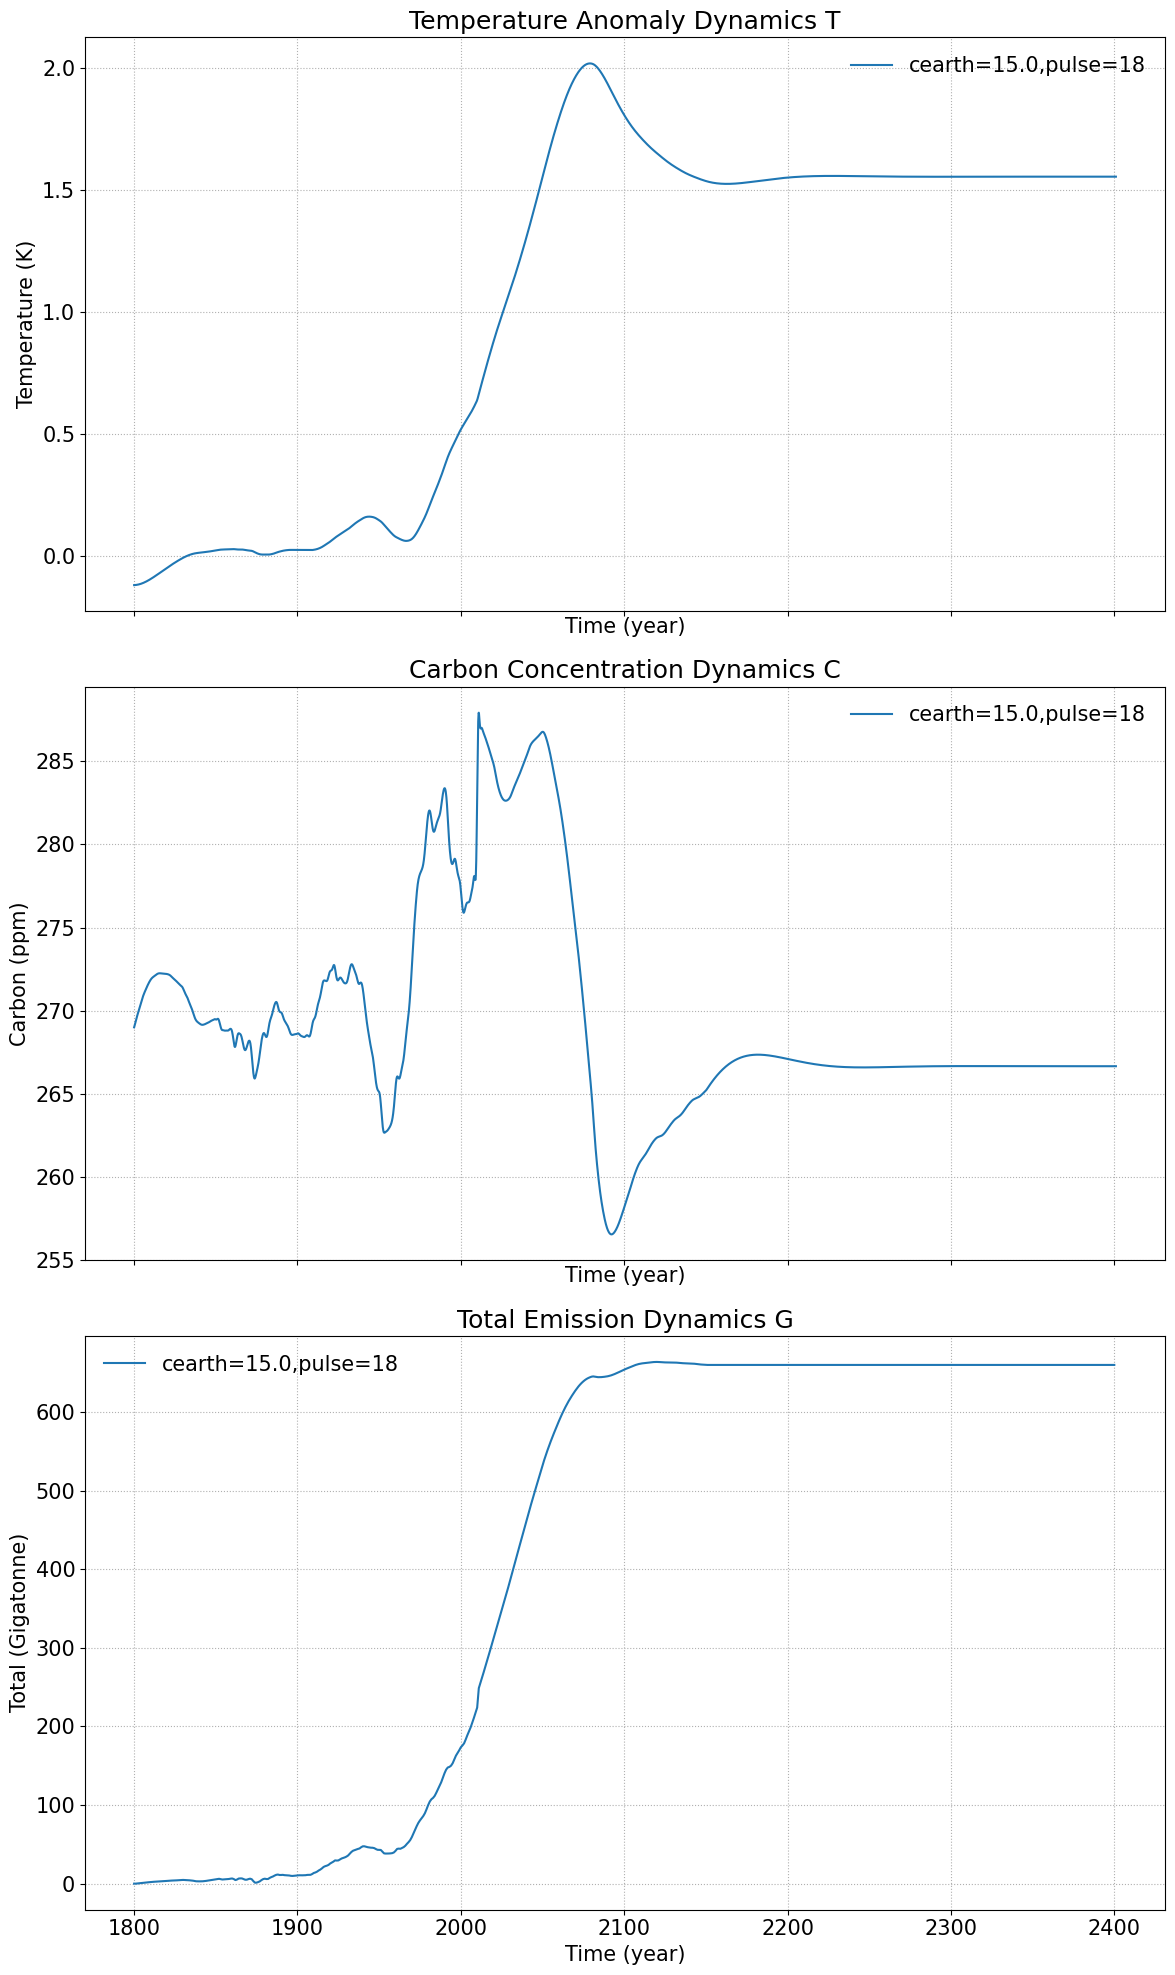 Temperature Anomaly Dynamics T
cearth=15.0,pulse=18
2.0
1.5
1.0
0.5
0.0
Temperature (K)
Time (year)
Carbon Concentration Dynamics C
cearth=15.0,pulse=18
285
280
275
270
265
260
255
Carbon (ppm)
Time (year)
Total Emission Dynamics G
cearth=15.0,pulse=18
600
500
400
300
200
100
0
Total (Gigatonne)
1800 1900 2000 2100 2200 2300 2400
Time (year)